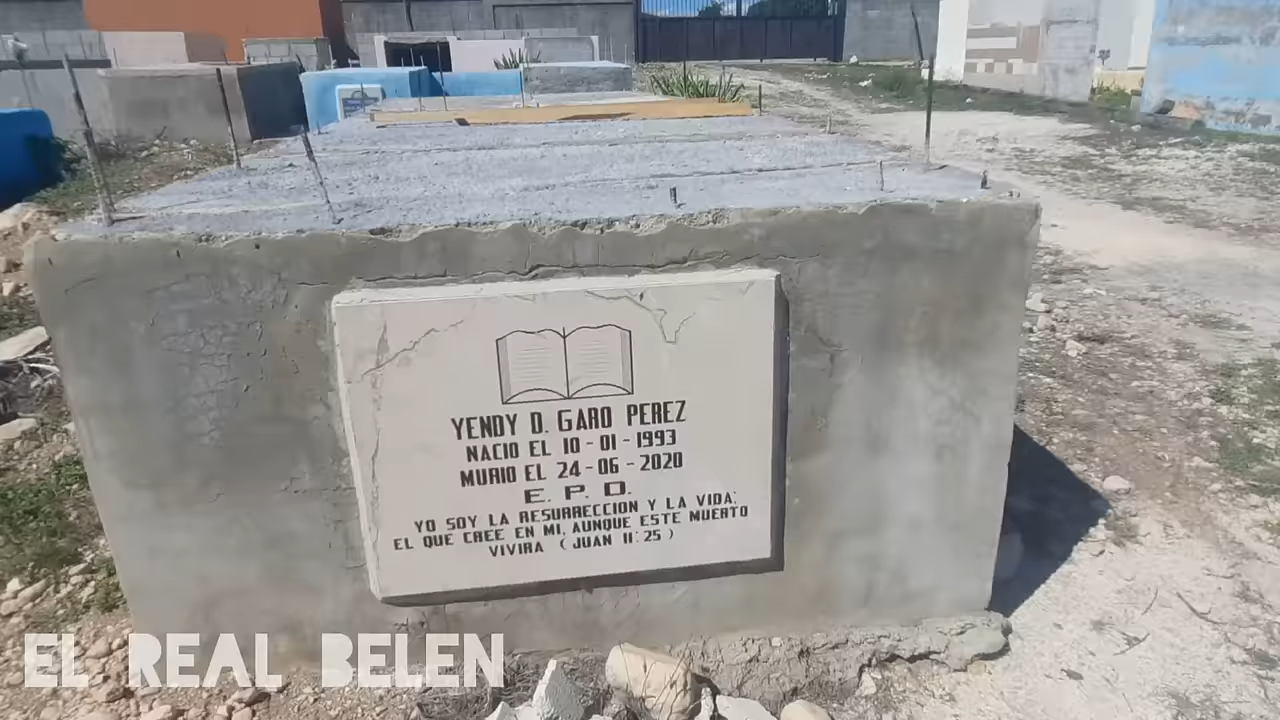 YENDY D. GARO PEREZ
NACIO EL 10-01-1993
MURIO EL 24-06-2020
E. P. D.
YO SOY LA RESURRECCION Y LA VIDA;
EL QUE CREE EN MI, AUNQUE ESTE MUERTO
VIVIRA ( JUAN 11:25 )
EL REAL BELEN